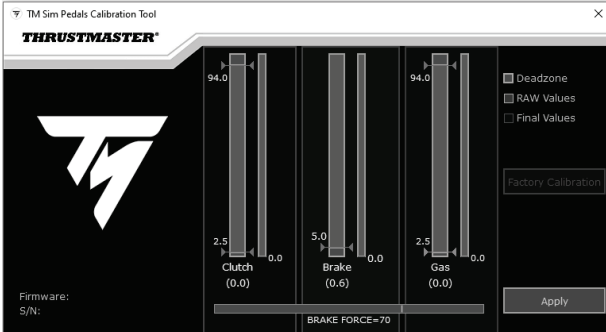 TM Sim Pedals Calibration Tool
THRUSTMASTER®
94.0
94.0
Deadzone
RAW Values
Final Values
Factory Calibration
2.5
5.0
2.5
0.0
0.0
0.0
Clutch
Brake
Gas
(0.0)
(0.6)
(0.0)
Firmware:
S/N:
Apply
BRAKE FORCE=70